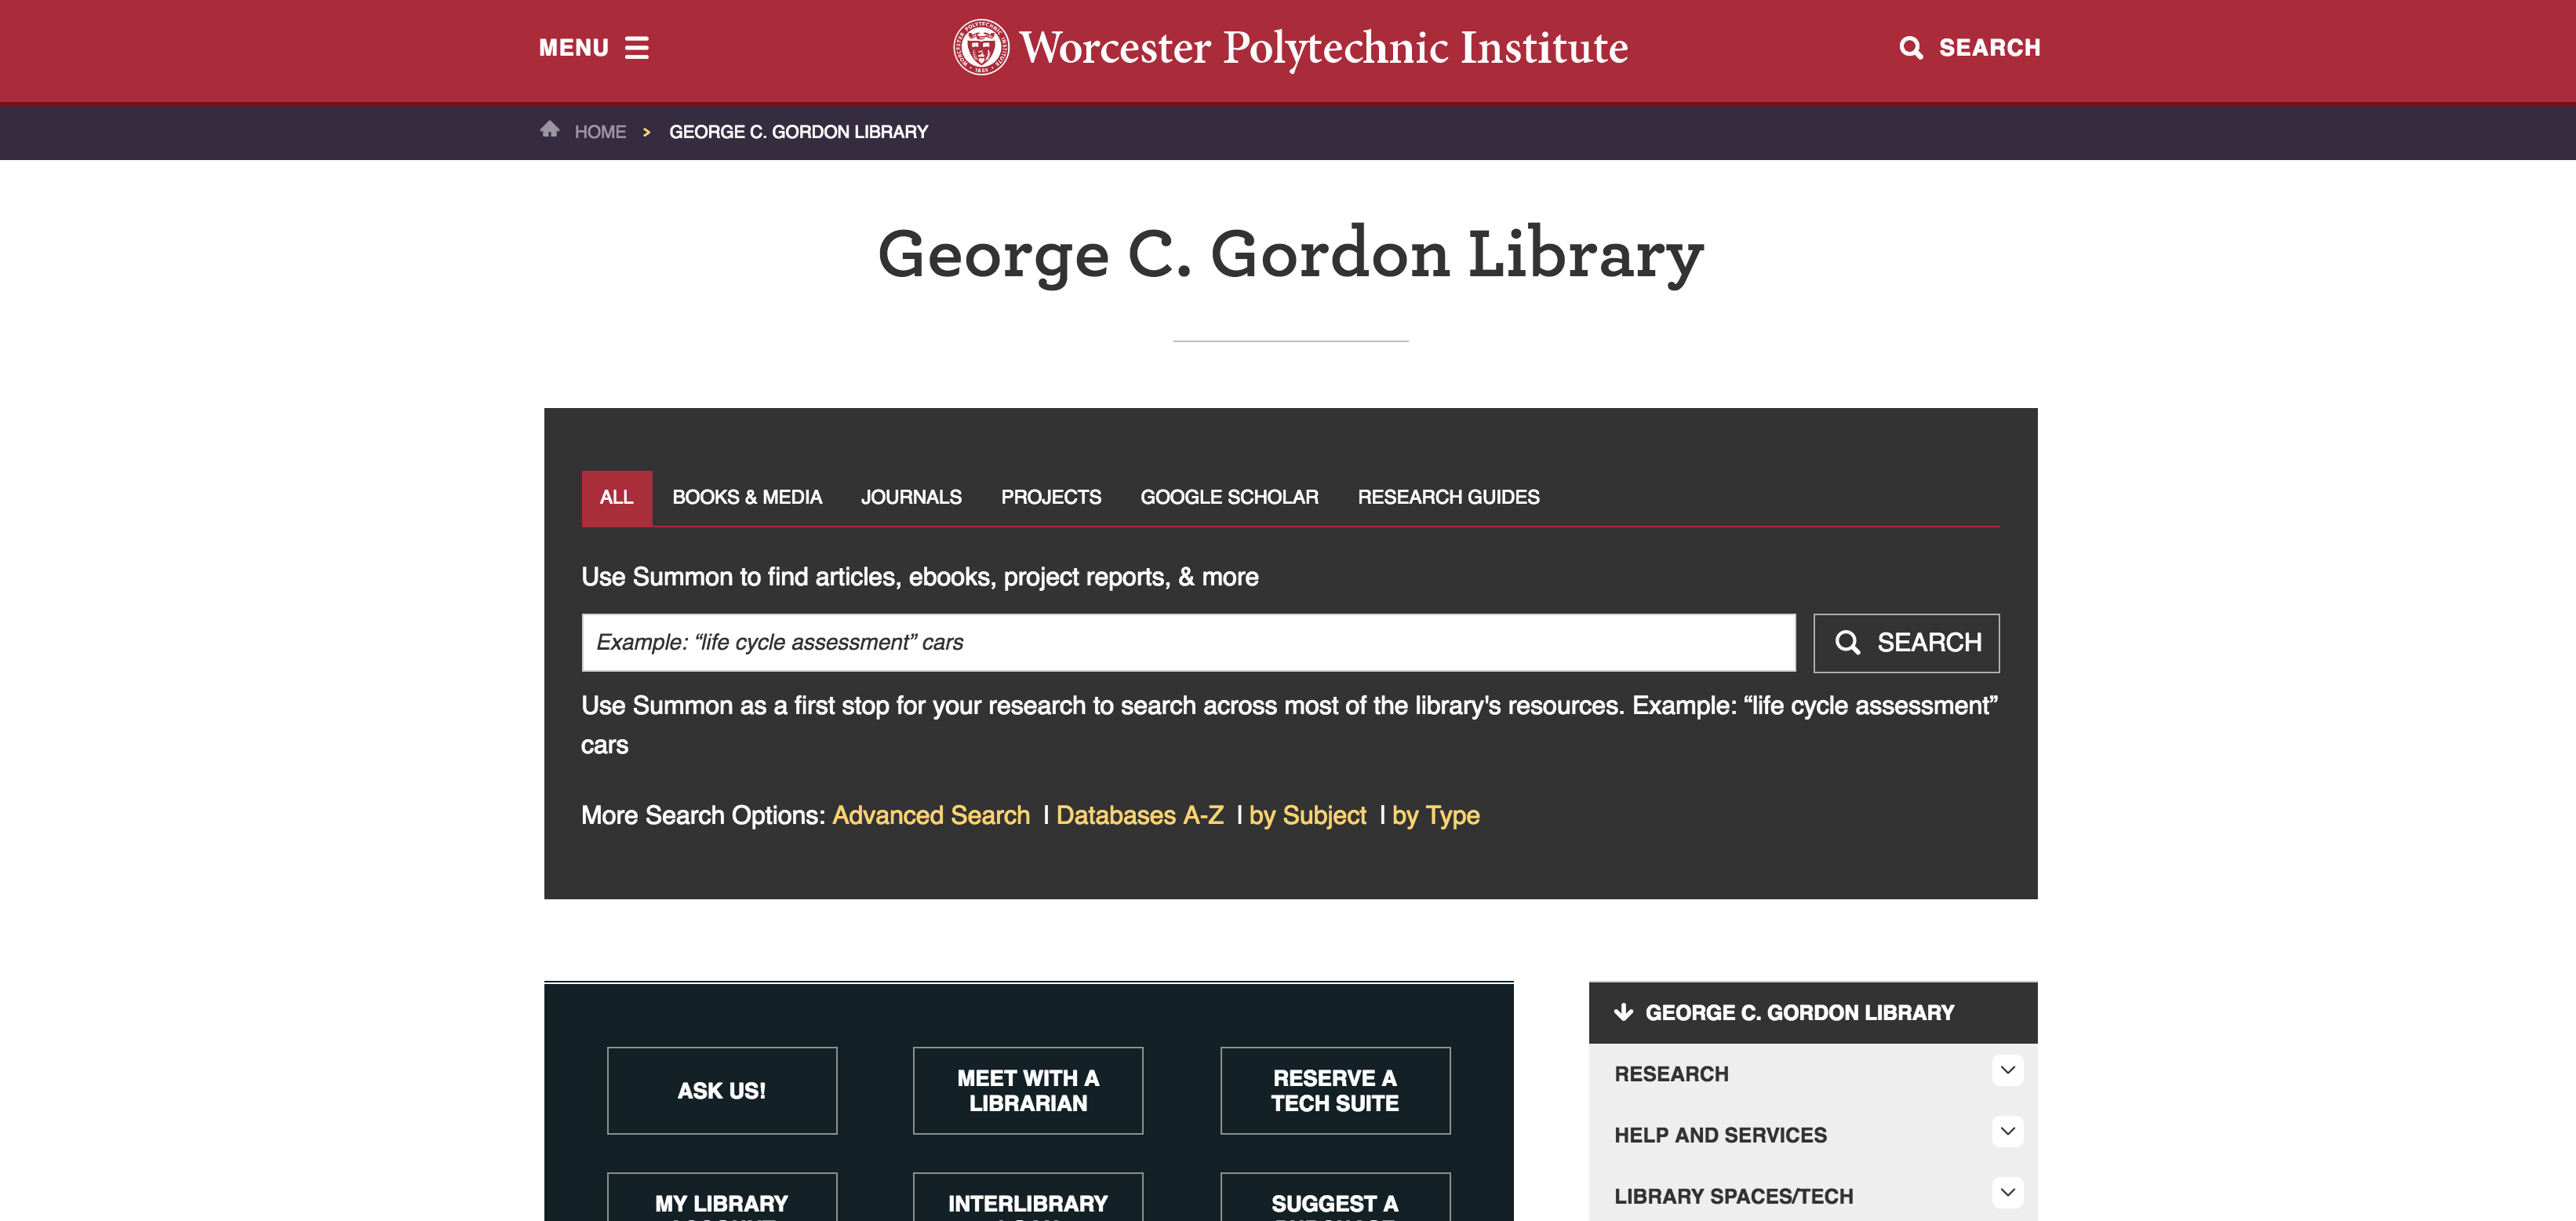 MENU
Worcester Polytechnic Institute
SEARCH
HOME > GEORGE C. GORDON LIBRARY
George C. Gordon Library
ALL BOOKS & MEDIA JOURNALS PROJECTS GOOGLE SCHOLAR RESEARCH GUIDES
Use Summon to find articles, ebooks, project reports, & more
Example: “life cycle assessment” cars
SEARCH
Use Summon as a first stop for your research to search across most of the library's resources. Example: “life cycle assessment”
cars
More Search Options: Advanced Search | Databases A-Z | by Subject | by Type
ASK US!
MEET WITH A
LIBRARIAN
RESERVE A
TECH SUITE
MY LIBRARY
INTERLIBRARY
SUGGEST A
GEORGE C. GORDON LIBRARY
RESEARCH
HELP AND SERVICES
LIBRARY SPACES/TECH